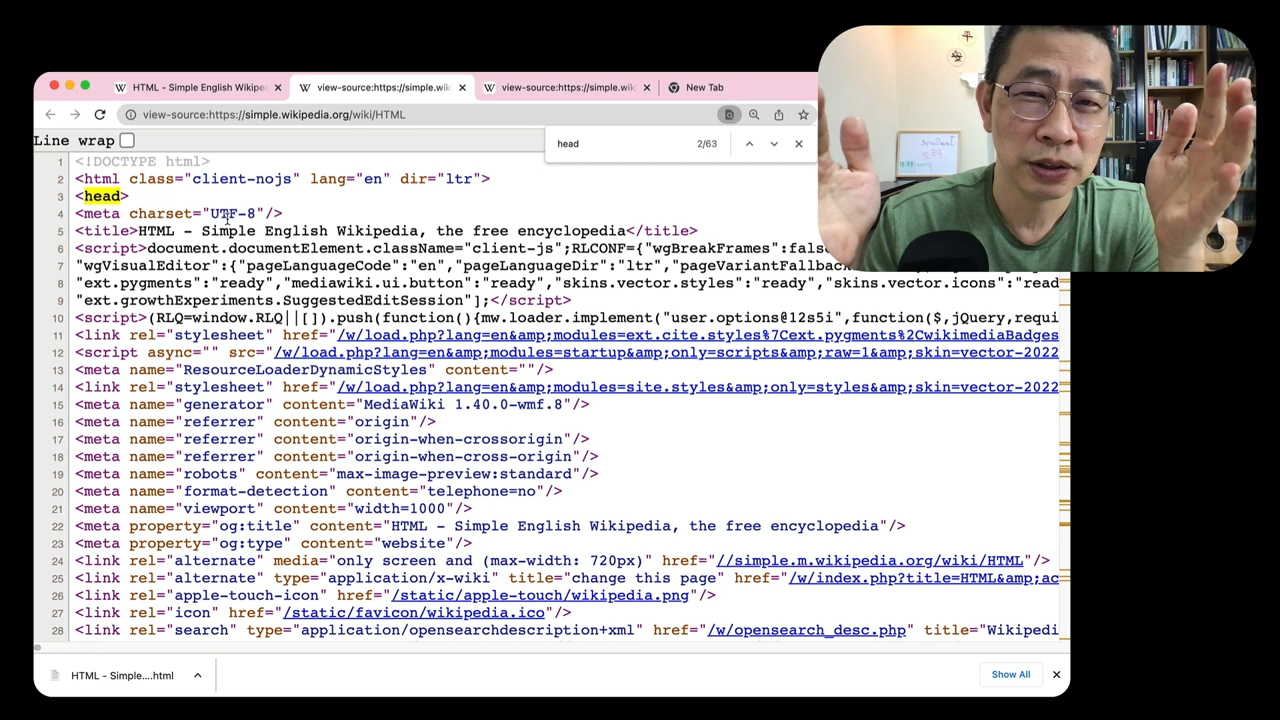 HTML - Simple English Wikipe
view-source:https://simple.wik
view-source:https://simple.wik
New Tab
view-source:https://simple.wikipedia.org/wiki/HTML
Line wrap
head
2/63
1 <!DOCTYPE html>
2 <html class="client-nojs" lang="en" dir="ltr">
3 <head>
4 <meta charset="UTF-8"/>
5 <title>HTML - Simple English Wikipedia, the free encyclopedia</title>
6 <script>document.documentElement.className="client-js";RLCONF={"wgBreakFrames":fals
7 "wgVisualEditor":{"pageLanguageCode":"en","pageLanguageDir":"ltr","pageVariantFallback
8 "ext.pygments":"ready","mediawiki.ui.button":"ready","skins.vector.styles":"ready","skins.vector.icons":"read
9 "ext.growthExperiments.SuggestedEditSession"];</script>
10 <script>(RLQ=window.RLQ||[]).push(function(){mw.loader.implement("user.options@12s5i",function($,jQuery,requi
11 <link rel="stylesheet" href="/w/load.php?lang=en&amp;modules=ext.cite.styles%7Cext.pygments%2CwikimediaBadges
12 <script async="" src="/w/load.php?lang=en&amp;modules=startup&amp;only=scripts&amp;raw=1&amp;skin=vector-2022
13 <meta name="ResourceLoaderDynamicStyles" content=""/>
14 <link rel="stylesheet" href="/w/load.php?lang=en&amp;modules=site.styles&amp;only=styles&amp;skin=vector-2022
15 <meta name="generator" content="MediaWiki 1.40.0-wmf.8"/>
16 <meta name="referrer" content="origin"/>
17 <meta name="referrer" content="origin-when-crossorigin"/>
18 <meta name="referrer" content="origin-when-cross-origin"/>
19 <meta name="robots" content="max-image-preview:standard"/>
20 <meta name="format-detection" content="telephone=no"/>
21 <meta name="viewport" content="width=1000"/>
22 <meta property="og:title" content="HTML - Simple English Wikipedia, the free encyclopedia"/>
23 <meta property="og:type" content="website"/>
24 <link rel="alternate" media="only screen and (max-width: 720px)" href="//simple.m.wikipedia.org/wiki/HTML"/>
25 <link rel="alternate" type="application/x-wiki" title="change this page" href="/w/index.php?title=HTML&amp;ac
26 <link rel="apple-touch-icon" href="/static/apple-touch/wikipedia.png"/>
27 <link rel="icon" href="/static/favicon/wikipedia.ico"/>
28 <link rel="search" type="application/opensearchdescription+xml" href="/w/opensearch_desc.php" title="Wikipedi
HTML - Simple....html
Show All